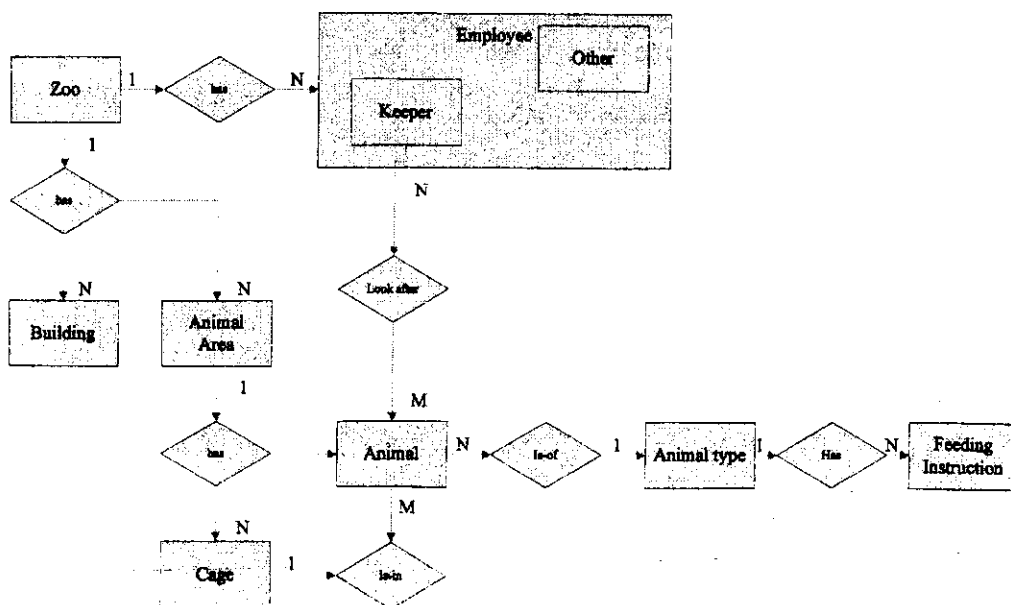 Employee
Other
Zoo
1
has
N
Keeper
1
N
has
Look after
N
N
Building
Animal
Area
1
M
has
Animal
N
Is-of
1
Animal type
1
Has
N
Feeding
Instruction
M
N
Cage
1
Is-in